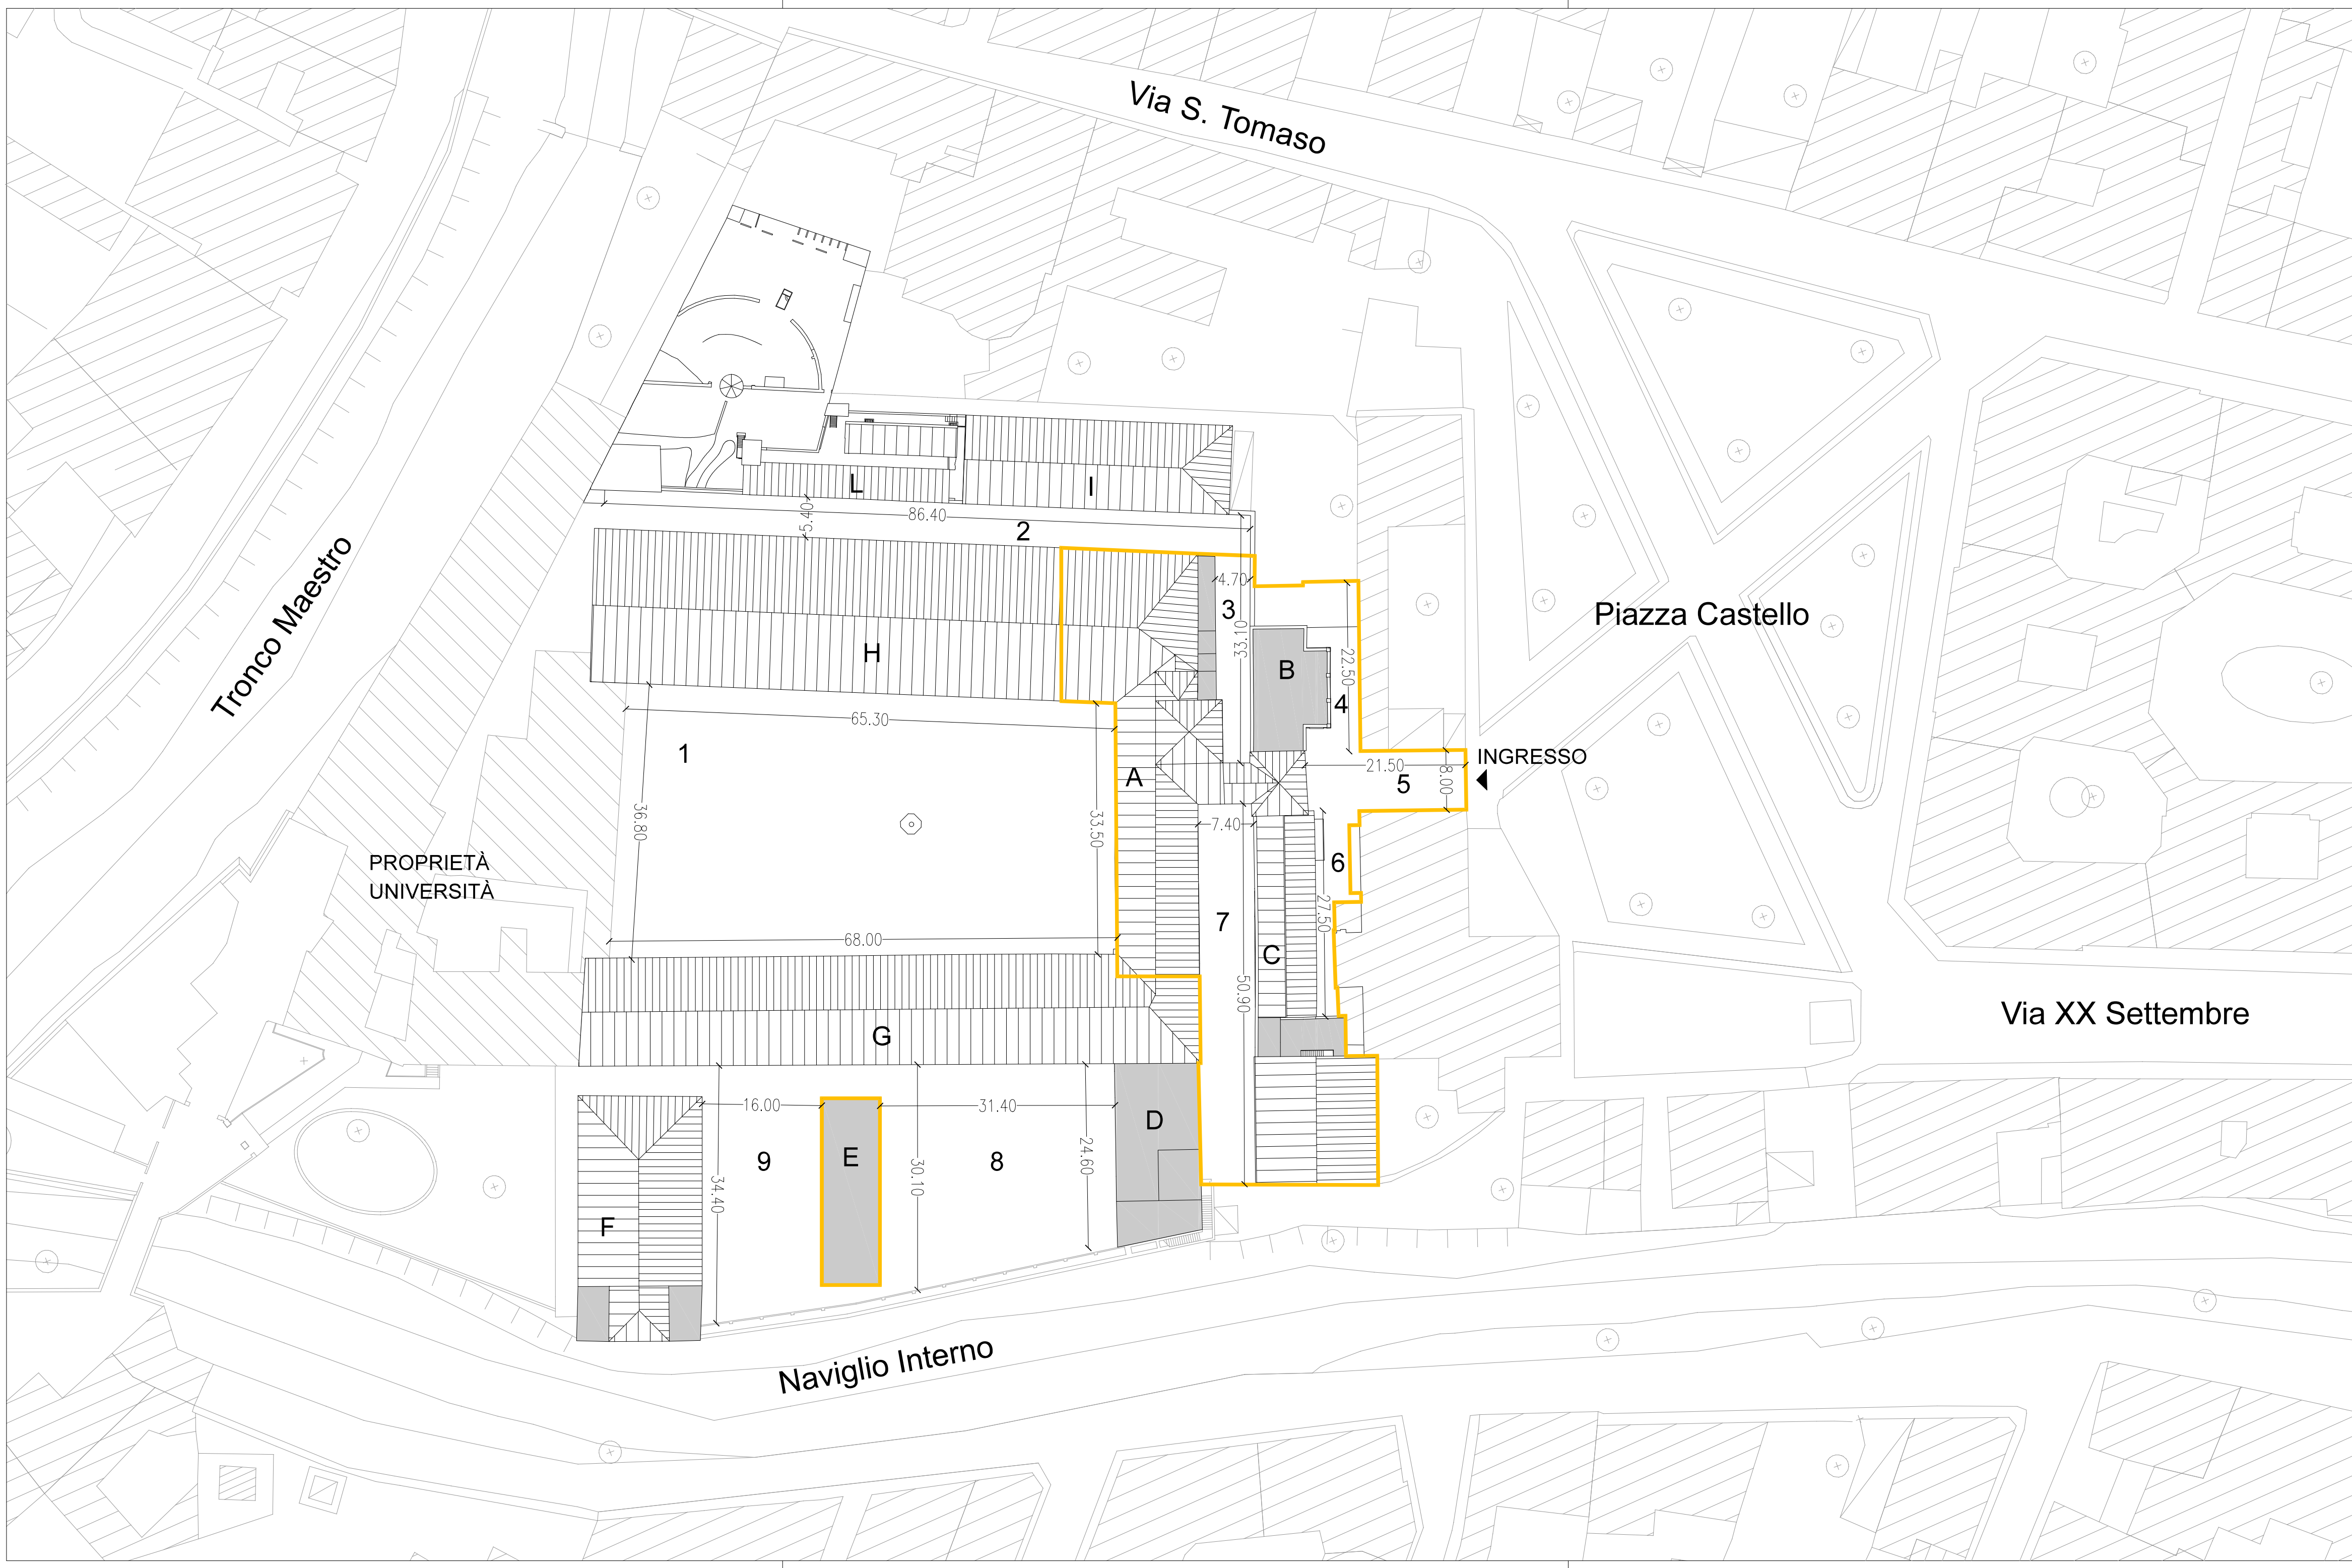 Via S. Tomaso
L
I
5.40
86.40
2
Tronco Maestro
4.70
3
Piazza Castello
33.10
H
B
22.50
4
65.30
1
INGRESSO
A
21.50
5
8.00
36.80
33.50
7.40
PROPRIETÀ
UNIVERSITÀ
6
27.50
7
68.00
C
50.90
Via XX Settembre
G
16.00
31.40
D
24.60
E
9
8
30.10
34.40
F
Naviglio Interno